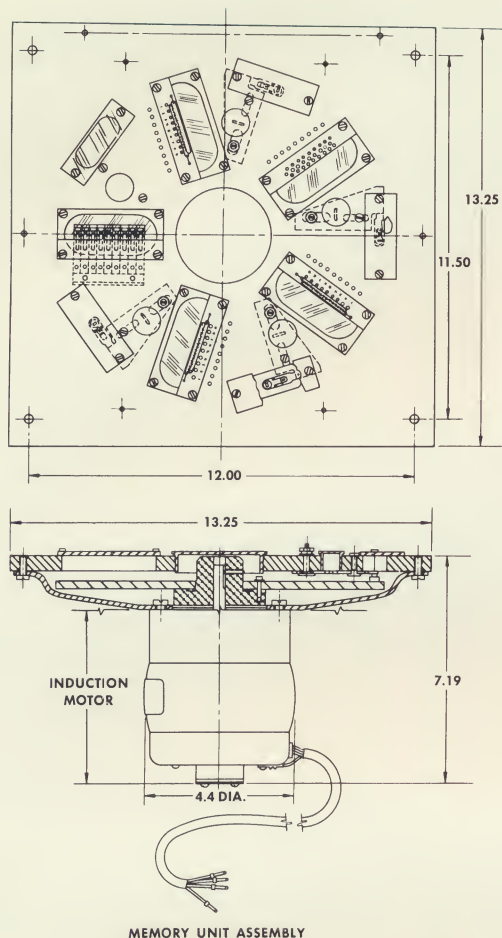 13.25
11.50
12.00
13.25
INDUCTION
MOTOR
7.19
4.4 DIA.
MEMORY UNIT ASSEMBLY